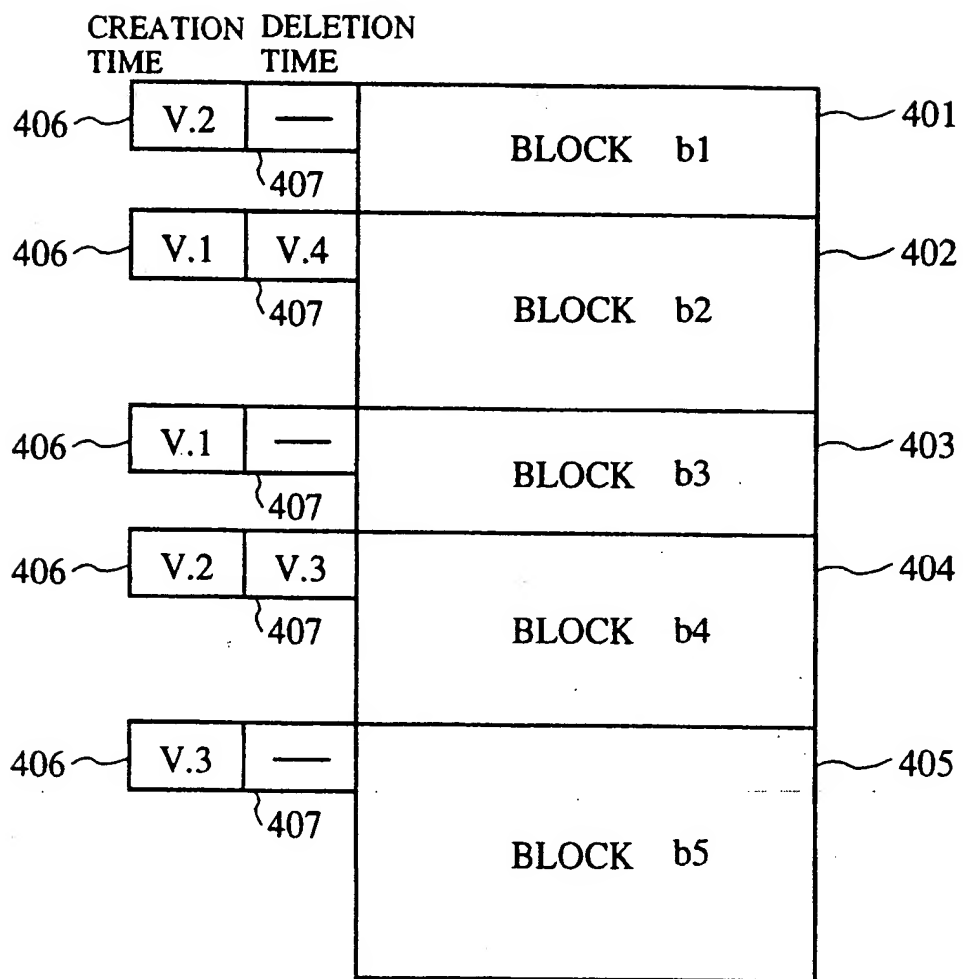 CREATION DELETION
TIME TIME
406 V.2 — BLOCK b1 401
407
406 V.1 V.4 402
407 BLOCK b2
406 V.1 — BLOCK b3 403
407
406 V.2 V.3 404
407 BLOCK b4
406 V.3 — 405
407
BLOCK b5